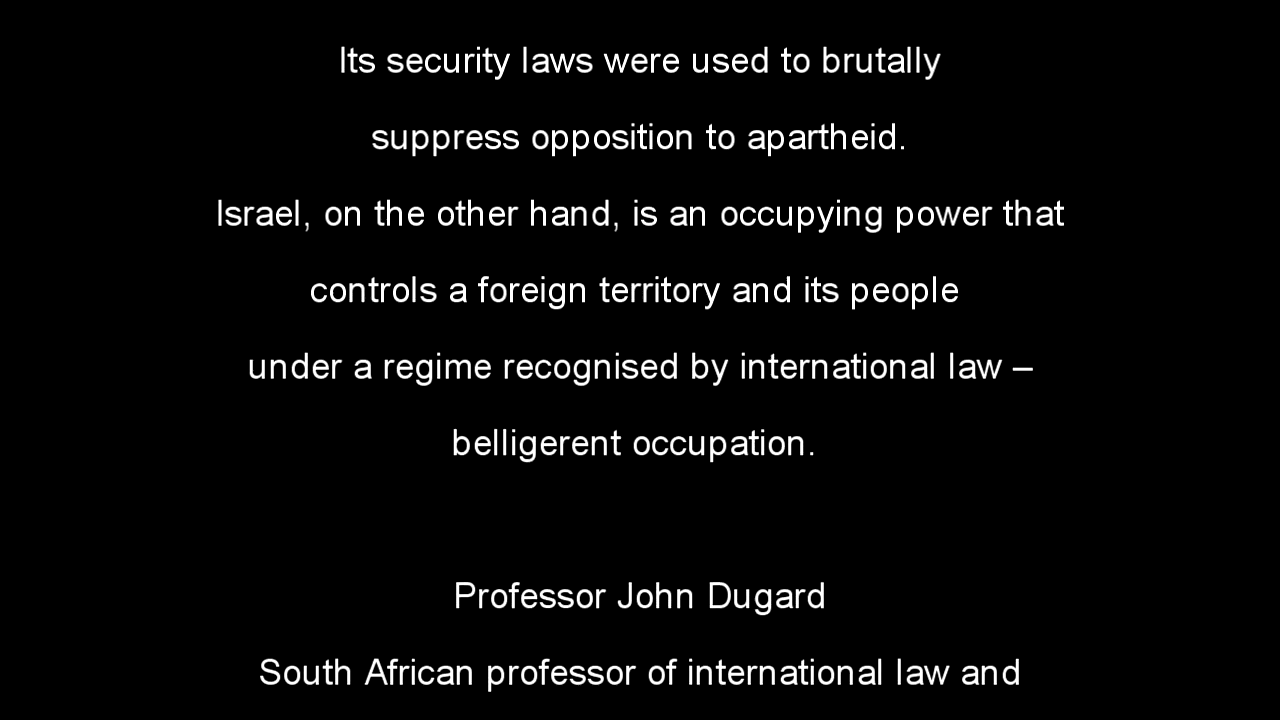 Its security laws were used to brutally
suppress opposition to apartheid.
Israel, on the other hand, is an occupying power that
controls a foreign territory and its people
under a regime recognised by international law –
belligerent occupation.
Professor John Dugard
South African professor of international law and